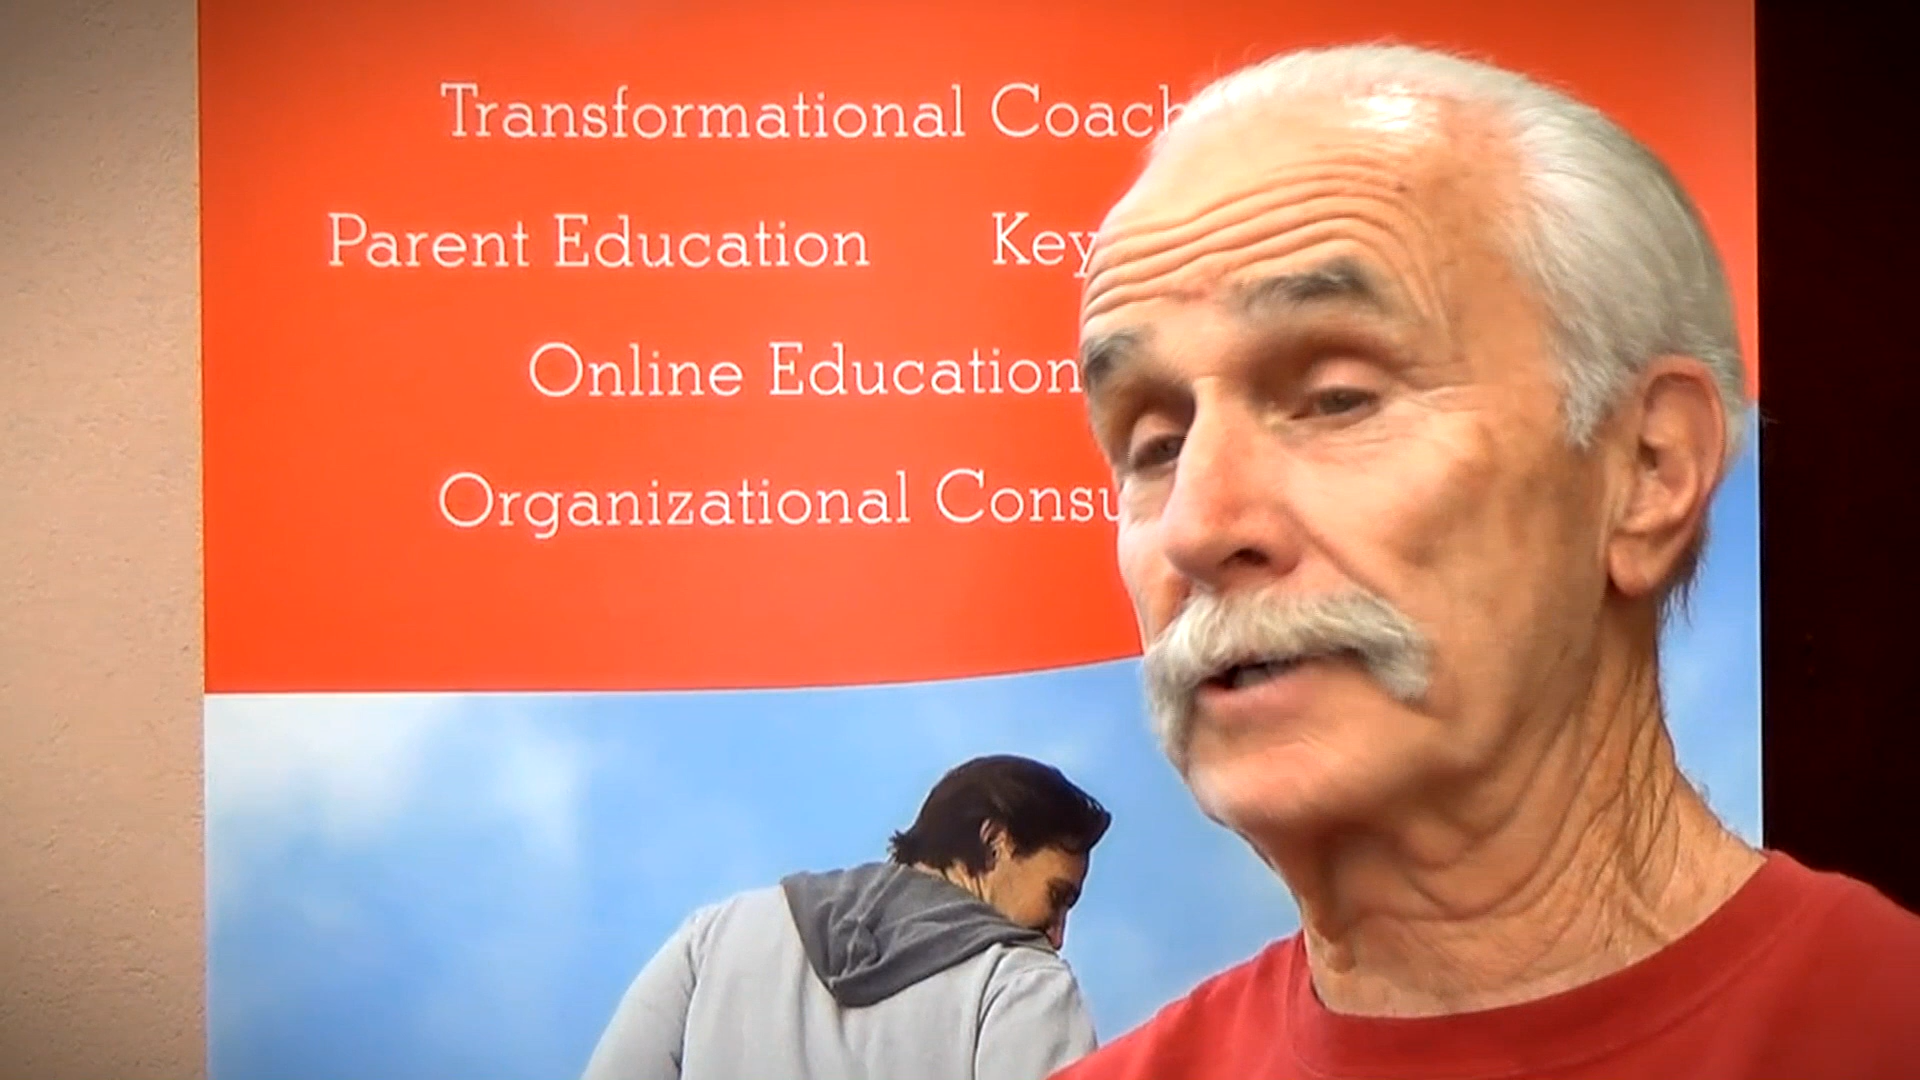 Transformational Coach
Parent Education Key
Online Education
Organizational Consu